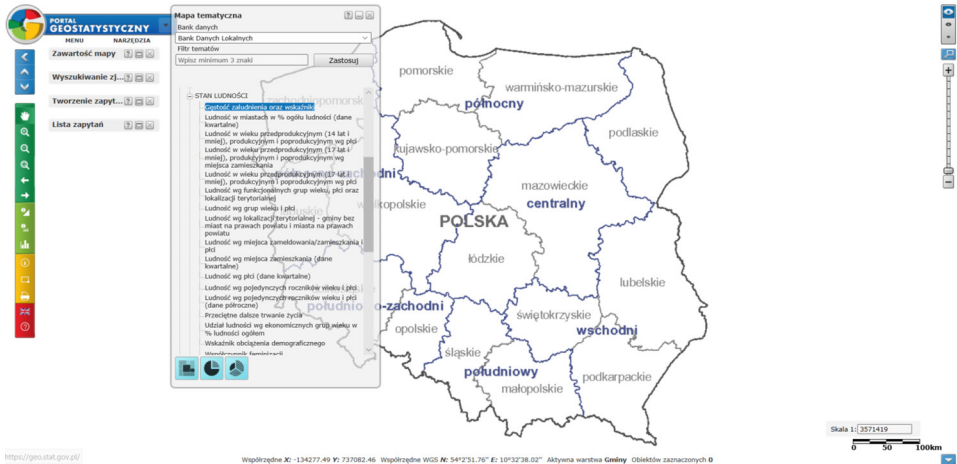 PORTAL
GEOSTATYSTYCZNY
MENU NARZĘDZIA
Zawartość mapy
Wyszukiwanie zj...
Tworzenie zapyt...
Lista zapytań
Mapa tematyczna
Bank danych
Bank Danych Lokalnych
Filtr tematów
Wpisz minimum 3 znaki Zastosuj
STAN LUDNOŚCI
Gęstość zaludnienia oraz wskaźniki
Ludność w miastach w % ogółu ludności (dane
kwartalne)
Ludność w wieku przedprodukcyjnym (14 lat i
mniej), produkcyjnym i poprodukcyjnym wg płci
Ludność w wieku przedprodukcyjnym (17 lat i
mniej), produkcyjnym i poprodukcyjnym wg
miejsca zamieszkania
Ludność w wieku przedprodukcyjnym (17 lat i
mniej), produkcyjnym i poprodukcyjnym wg płci
Ludność wg funkcjonalnych grup wieku, płci oraz
lokalizacji terytorialnej
Ludność wg grup wieku i płci
Ludność wg lokalizacji terytorialnej - gminy bez
miast na prawach powiatu i miasta na prawach
powiatu
Ludność wg miejsca zameldowania/zamieszkania i
płci
Ludność wg miejsca zamieszkania (dane
kwartalne)
Ludność wg płci (dane kwartalne)
Ludność wg pojedynczych roczników wieku i płci
Ludność wg pojedynczych roczników wieku i płci
(dane półroczne)
Przeciętne dalsze trwanie życia
Udział ludności wg ekonomicznych grup wieku w
% ludności ogółem
Wskaźnik obciążenia demograficznego
Współczynnik feminizacji
pomorskie
warmińsko-mazurskie
zachodniopomorskie
północny
podlaskie
kujawsko-pomorskie
mazowieckie
centralny
wielkopolskie
POLSKA
łódzkie
lubelskie
południowo-zachodni
świętokrzyskie
opolskie
wschodni
śląskie
południowy
podkarpackie
małopolskie
Skala 1: 3571419
0 50 100km
https://geo.stat.gov.pl/
Współrzędne X: -134277.49 Y: 737082.46 Współrzędne WGS N: 54°2'51.76" E: 10°32'38.02" Aktywna warstwa Gminy Obiektów zaznaczonych 0